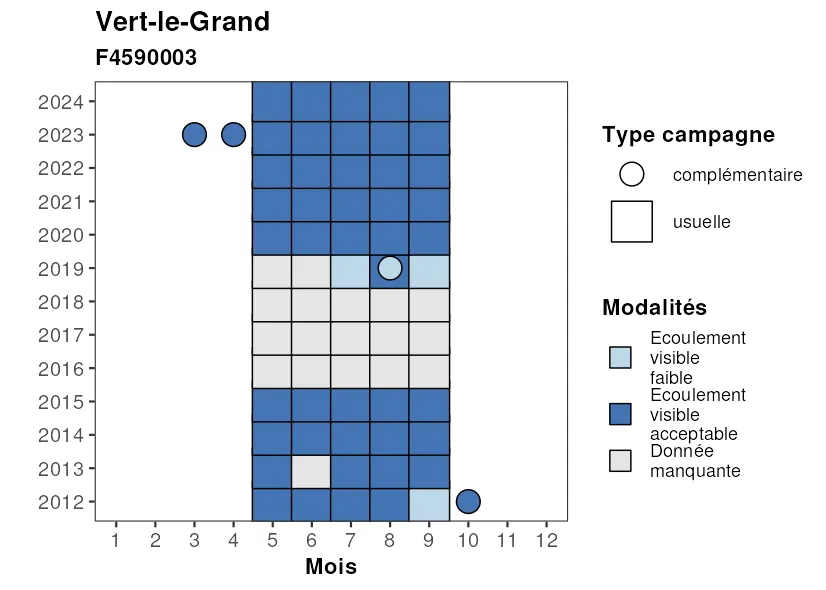 Vert-le-Grand
F4590003
2024
2023
2022
2021
2020
2019
2018
2017
2016
2015
2014
2013
2012
1 2 3 4 5 6 7 8 9 10 11 12
Mois
Type campagne
complémentaire
usuelle
Modalités
Ecoulement
visible
faible
Ecoulement
visible
acceptable
Donnée
manquante